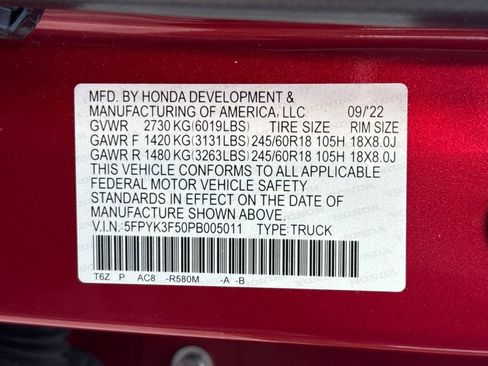 MFD. BY HONDA DEVELOPMENT &
MANUFACTURING OF AMERICA, LLC 09/'22
GVWR 2730 KG(6019LBS) TIRE SIZE RIM SIZE
GAWR F 1420 KG(3131LBS) 245/60R18 105H 18X8.0J
GAWR R 1480 KG(3263LBS) 245/60R18 105H 18X8.0J
THIS VEHICLE CONFORMS TO ALL APPLICABLE
FEDERAL MOTOR VEHICLE SAFETY
STANDARDS IN EFFECT ON THE DATE OF
MANUFACTURE SHOWN ABOVE.
V.I.N.: 5FPYK3F50PB005011 TYPE: TRUCK
T6Z P AC8 -R580M -A -B